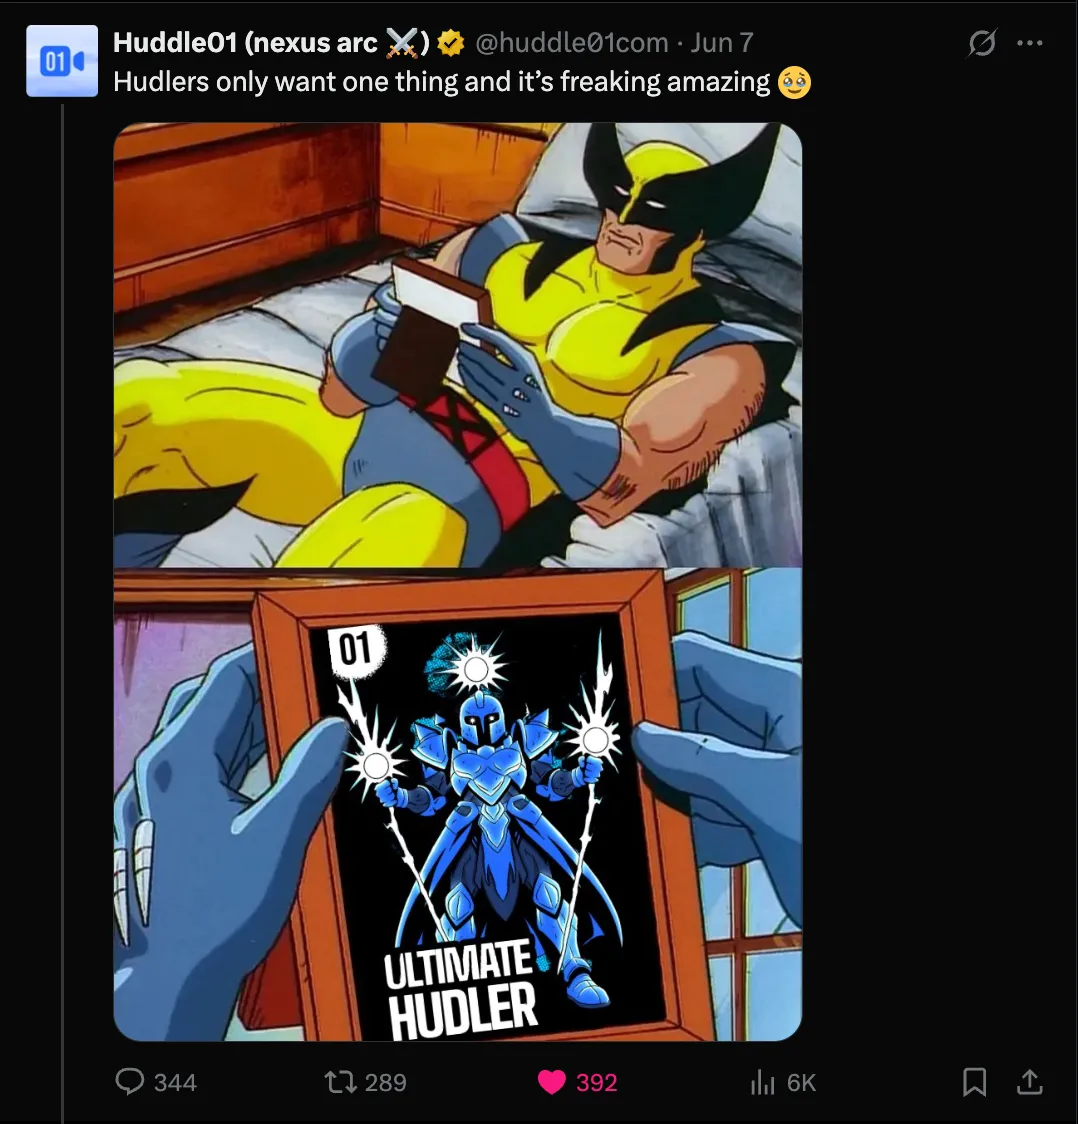 01
Huddle01 (nexus arc ⚔️) @huddle01com · Jun 7
Hudlers only want one thing and it’s freaking amazing 🥹
01
ULTIMATE
HUDLER
344 289 392 6K